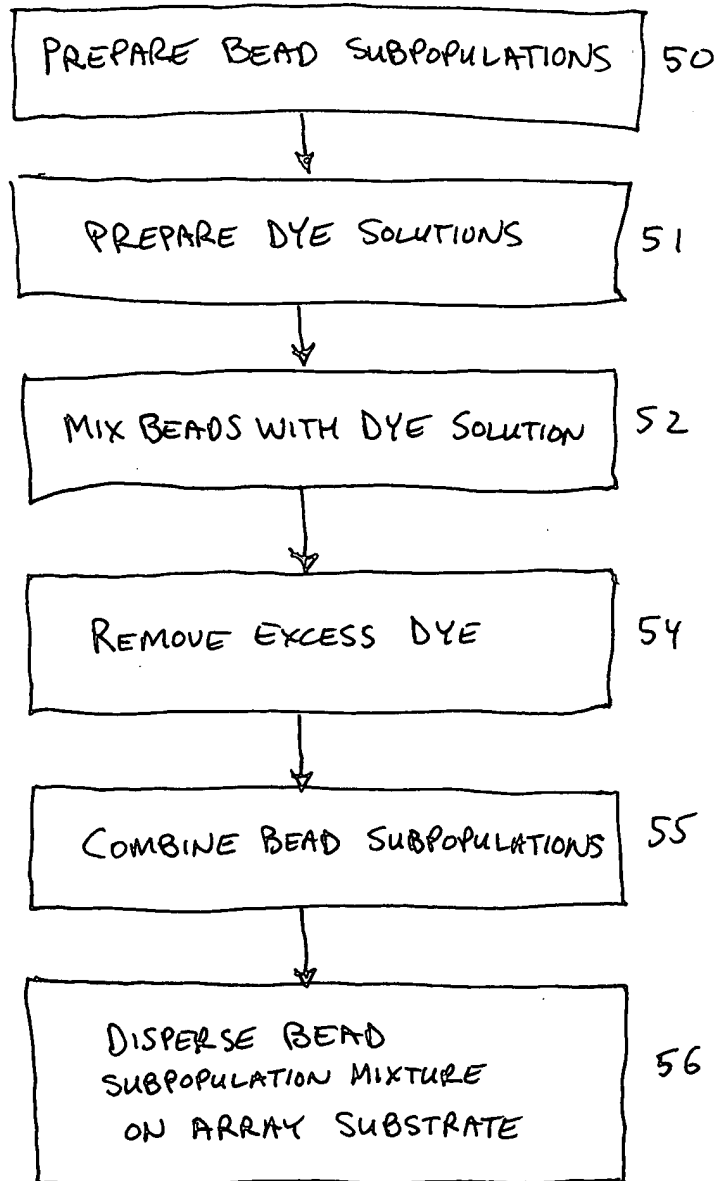 PREPARE BEAD SUBPOPULATIONS 50
PREPARE DYE SOLUTIONS 51
MIX BEADS WITH DYE SOLUTION 52
REMOVE EXCESS DYE 54
COMBINE BEAD SUBPOPULATIONS 55
DISPERSE BEAD
SUBPOPULATION MIXTURE 56
ON ARRAY SUBSTRATE